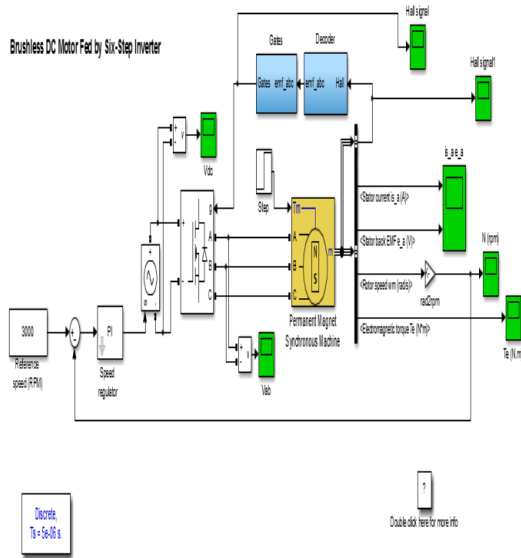 Brushless DC Motor Fed by Six-Step Inverter
Gates
Decoder
Hall signal
Gates emf_abc
emf_abc Hall
Hall signal1
+ v -
Vdc
Step
g
A
B
C
+
-
Tm
A
B
C
N
S
m
Permanent Magnet
Synchronous Machine
is_a e_a
<Stator current is_a (A)>
<Stator back EMF e_a (V)>
<Rotor speed wm (rad/s)>
<Electromagnetic torque Te (N*m)>
rad2rpm
N (rpm)
Te (N.m
3000
Reference
speed (RPM)
PI
Speed
regulator
+ v -
Vab
Discrete,
Ts = 5e-06 s.
?
Double click here for more info